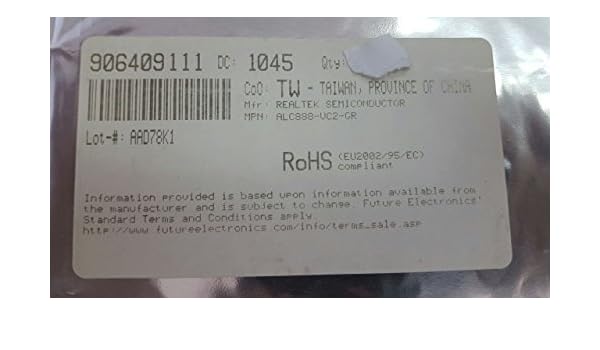 906409111 DC: 1045 Qty:
CoO: TW - TAIWAN, PROVINCE OF CHINA
Mfr: REALTEK SEMICONDUCTOR
MPN: ALC888-VC2-GR
Lot-#: AAD78K1
RoHS (EU2002/95/EC) compliant
Information provided is based upon information available from
the manufacturer and is subject to change. Future Electronics'
Standard Terms and Conditions apply.
http://www.futureelectronics.com/info/terms_sale.asp